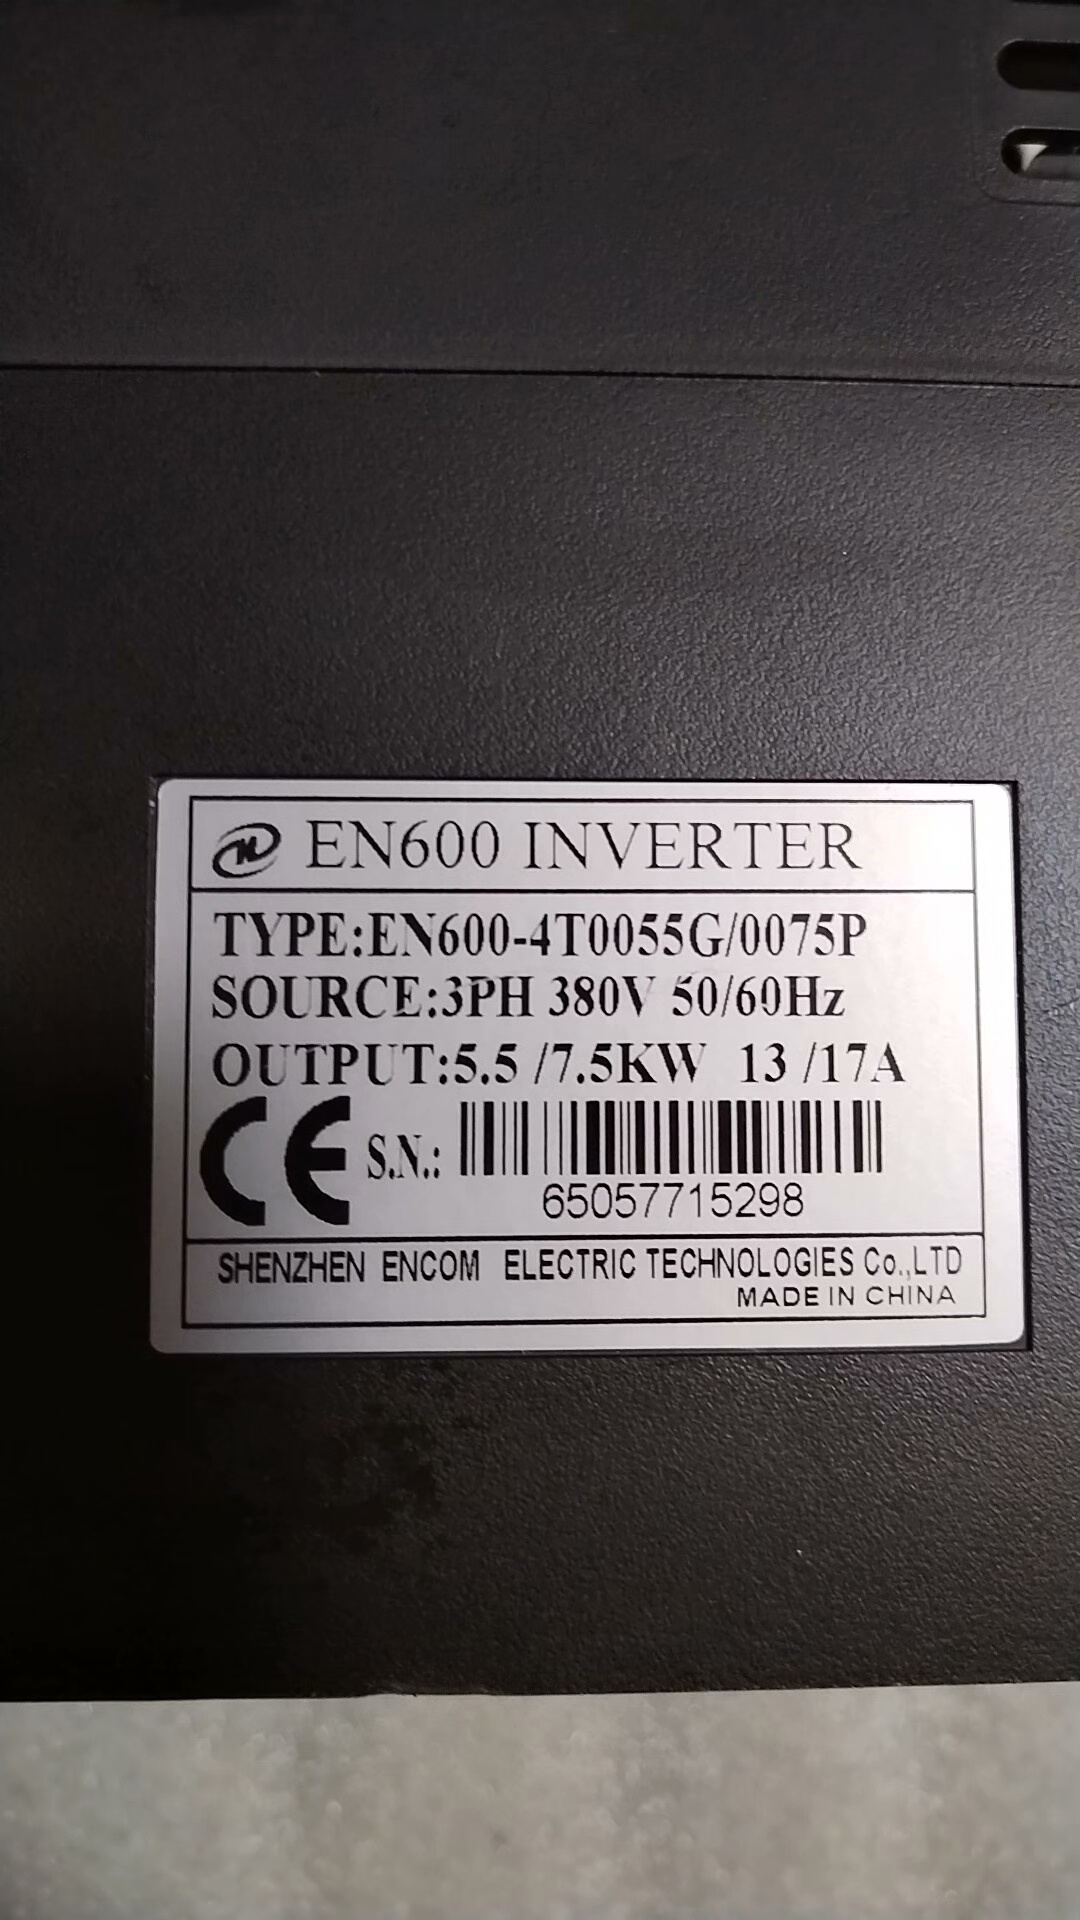 EN600 INVERTER
TYPE:EN600-4T0055G/0075P
SOURCE:3PH 380V 50/60Hz
OUTPUT:5.5 /7.5KW 13 /17A
CE S.N.:
65057715298
SHENZHEN ENCOM ELECTRIC TECHNOLOGIES Co.,LTD
MADE IN CHINA